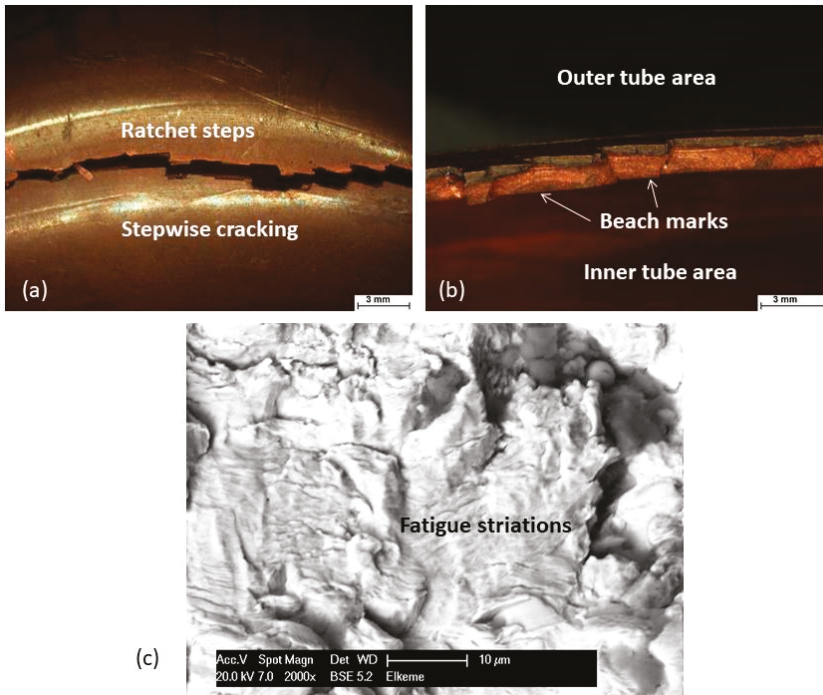 Ratchet steps
Stepwise cracking
(a)
3 mm
Outer tube area
Beach marks
Inner tube area
(b)
3 mm
Fatigue striations
(c)
Acc.V Spot Magn Det WD 10 μm
20.0 kV 7.0 2000x BSE 5.2 Elkeme